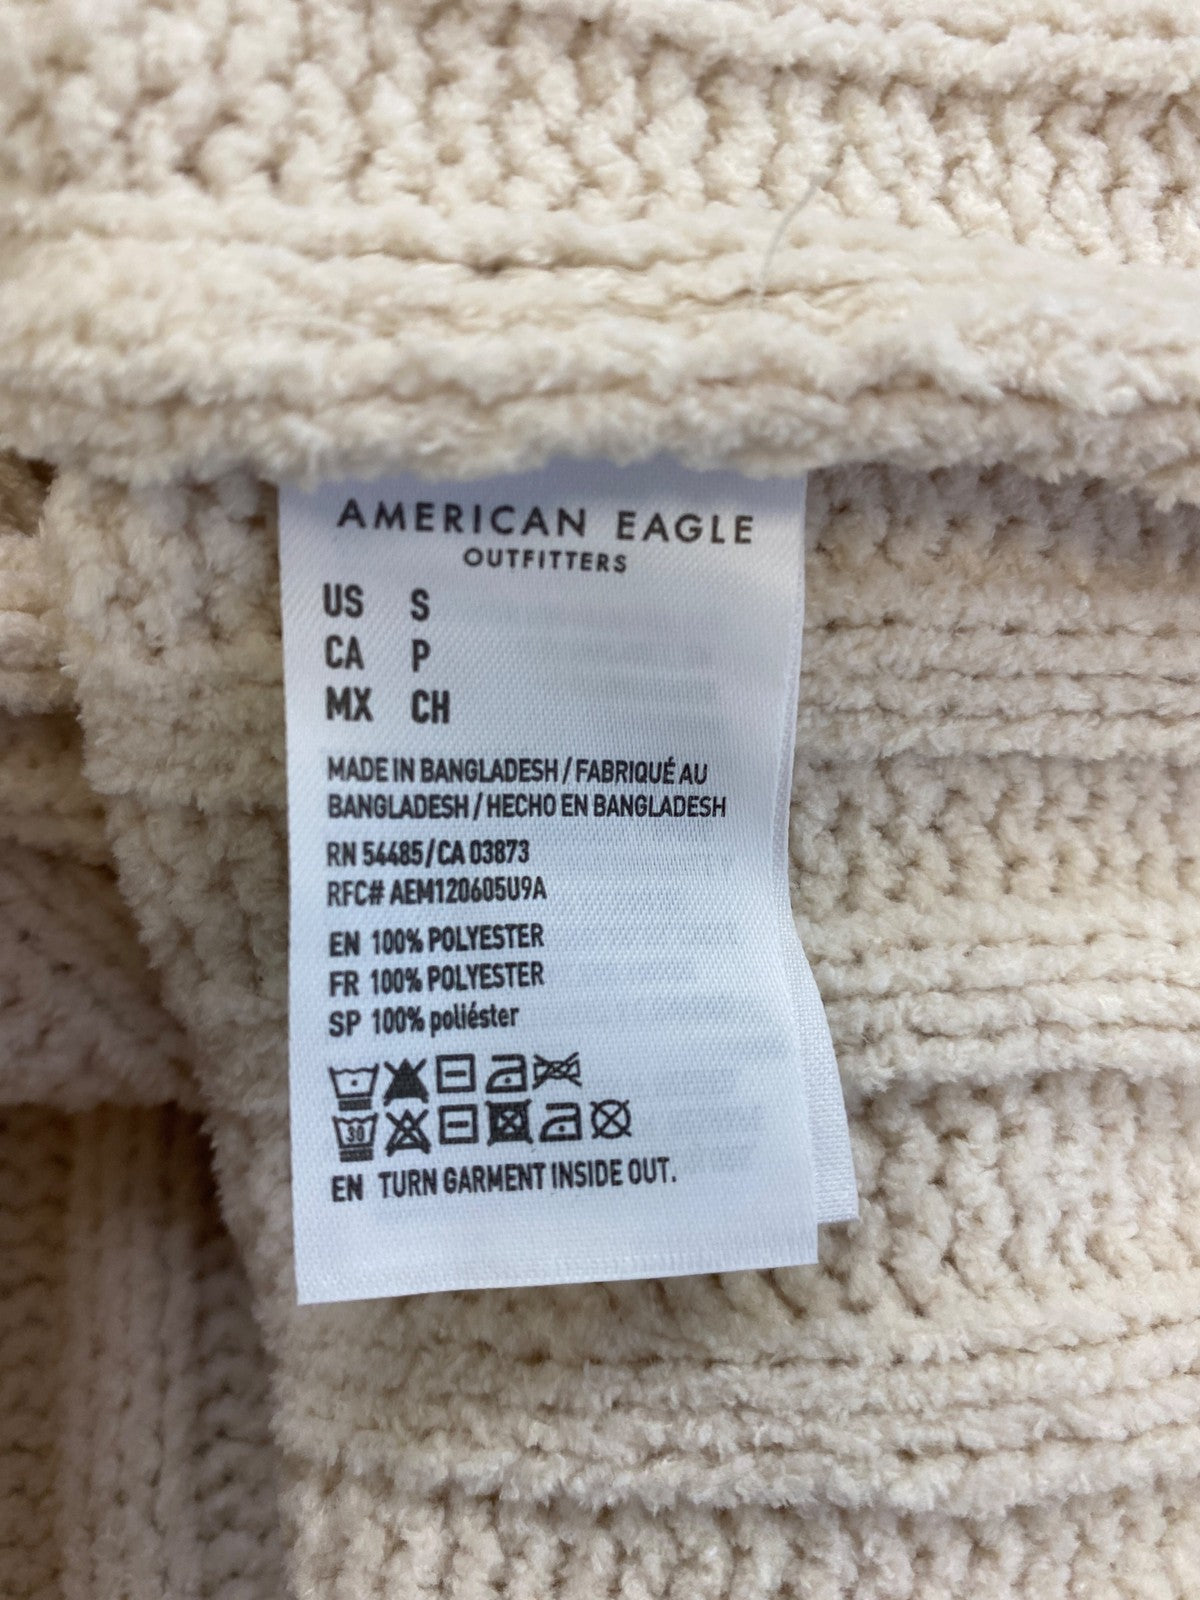 AMERICAN EAGLE
OUTFITTERS
US S
CA P
MX CH
MADE IN BANGLADESH / FABRIQUÉ AU
BANGLADESH / HECHO EN BANGLADESH
RN 54485/CA 03873
RFC# AEM120605U9A
EN 100% POLYESTER
FR 100% POLYESTER
SP 100% poliéster
30
EN TURN GARMENT INSIDE OUT.